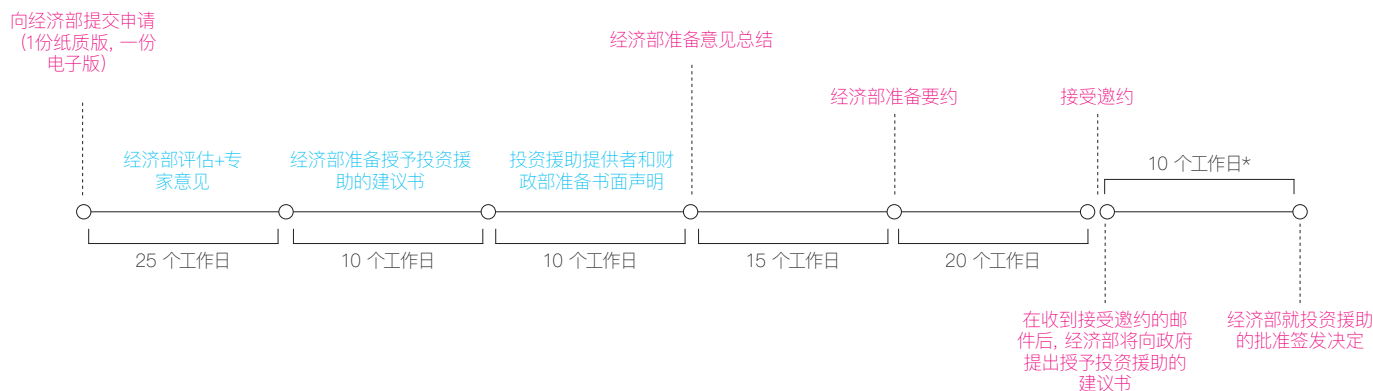 向经济部提交申请
(1份纸质版, 一份
电子版)
经济部准备意见总结
经济部准备要约
接受邀约
经济部评估+专
家意见
经济部准备授予投资援
助的建议书
投资援助提供者和财
政部准备书面声明
10 个工作日*
25 个工作日
10 个工作日
10 个工作日
15 个工作日
20 个工作日
在收到接受邀约的邮
件后, 经济部将向政府
提出授予投资援助的
建议书
经济部就投资援助
的批准签发决定